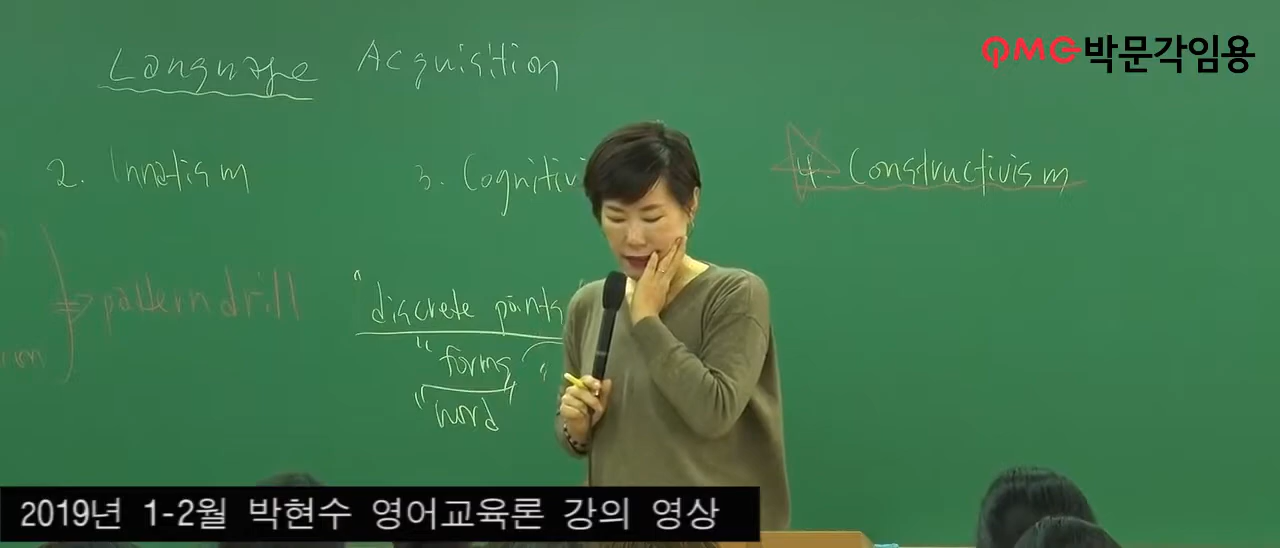 PMG박문각임용
Language Acquisition
2. Innatism
3. Cognitiv
4. Constructivism
pattern drill
"discrete points
"forms
"word"
2019년 1-2월 박현수 영어교육론 강의 영상